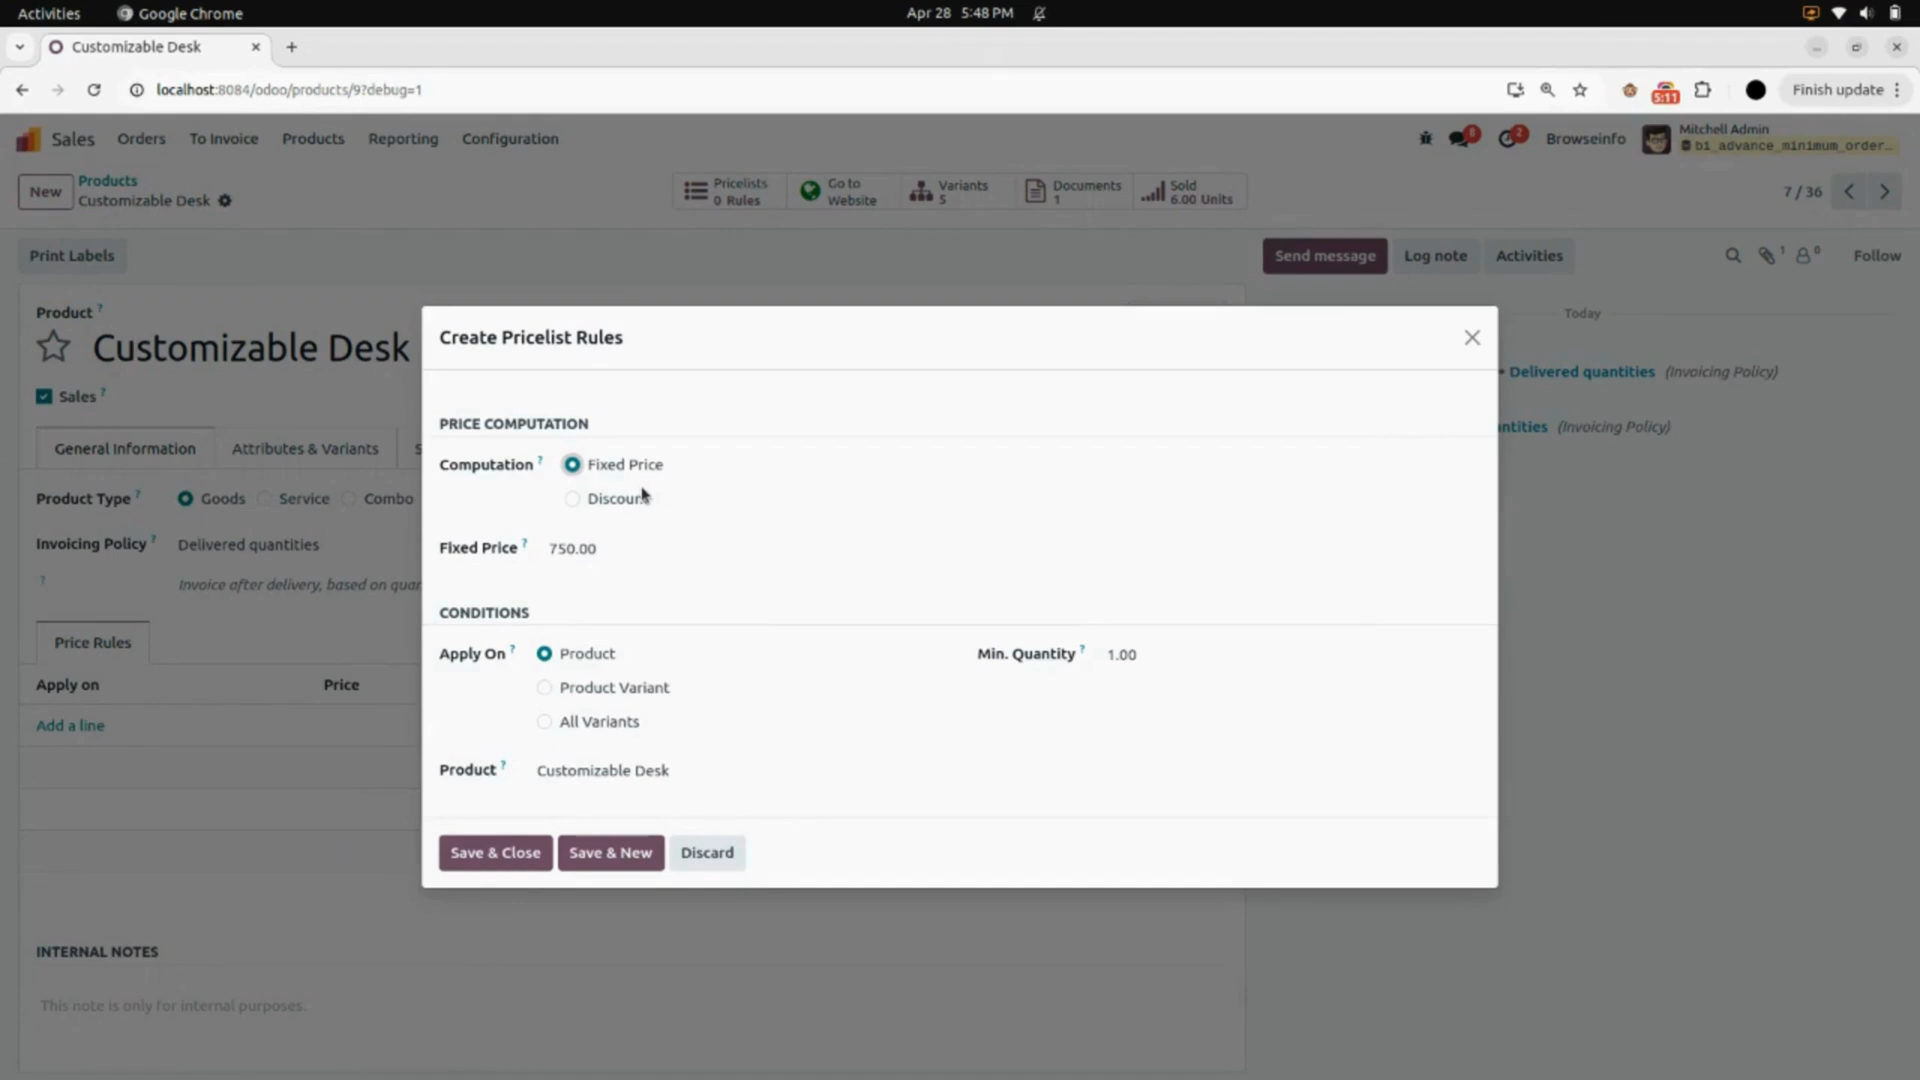 Activities Google Chrome Apr 28 5:48 PM
Customizable Desk
localhost:8084/odoo/products/9?debug=1 5:11 Finish update
Sales Orders To Invoice Products Reporting Configuration 8 2 Browseinfo Mitchell Admin
bi_advance_minimum_order...
New Products
Customizable Desk
Pricelists
0 Rules
Go to
Website
Variants
5
Documents
1
Sold
6.00 Units
7 / 36
Print Labels Send message Log note Activities 1 0 Follow
Product ?
Customizable Desk
Sales ?
General Information Attributes & Variants S
Product Type ? Goods Service Combo
Invoicing Policy ? Delivered quantities
? Invoice after delivery, based on quan
Price Rules
Apply on Price
Add a line
INTERNAL NOTES
This note is only for internal purposes.
Create Pricelist Rules
PRICE COMPUTATION
Computation ? Fixed Price
Discount
Fixed Price ? 750.00
CONDITIONS
Apply On ? Product
Product Variant
All Variants
Min. Quantity ? 1.00
Product ? Customizable Desk
Save & Close Save & New Discard
Today
Delivered quantities (Invoicing Policy)
ntities (Invoicing Policy)